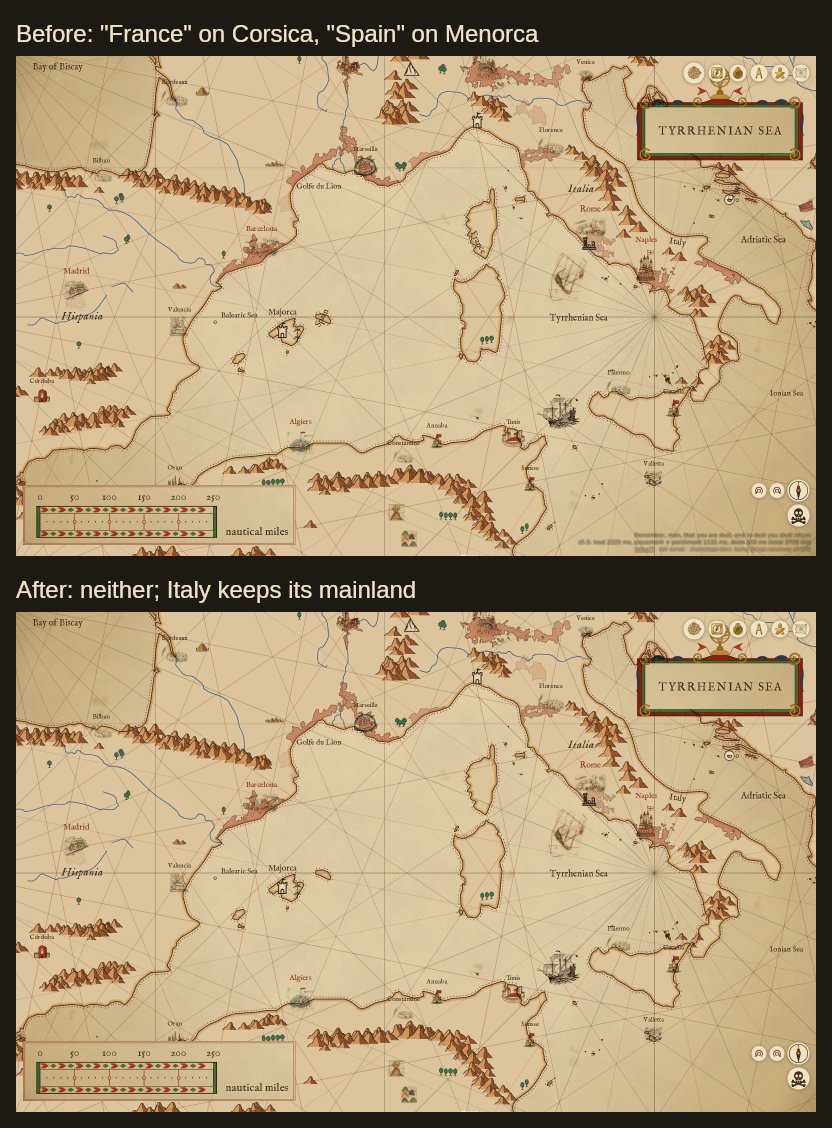 Before: "France" on Corsica, "Spain" on Menorca
Bay of Biscay
Venice
Bordeaux
TYRRHENIAN SEA
Florence
Marseille
Bilbao
Golfe du Lion
Italia
Rome
Barcelona
Naples
Italy
Adriatic Sea
Madrid
Valencia
Balearic Sea
Majorca
Spain
Hispania
Tyrrhenian Sea
Palermo
Córdoba
Catania
Ionian Sea
Algiers
Annaba
Tunis
Constantine
Oran
Sousse
Valletta
0 50 100 150 200 250
nautical miles
After: neither; Italy keeps its mainland
Bay of Biscay
Venice
Bordeaux
TYRRHENIAN SEA
Florence
Marseille
Bilbao
Golfe du Lion
Italia
Rome
Barcelona
Naples
Italy
Adriatic Sea
Madrid
Valencia
Balearic Sea
Majorca
Hispania
Tyrrhenian Sea
Palermo
Córdoba
Catania
Ionian Sea
Algiers
Annaba
Tunis
Constantine
Oran
Sousse
Valletta
0 50 100 150 200 250
nautical miles